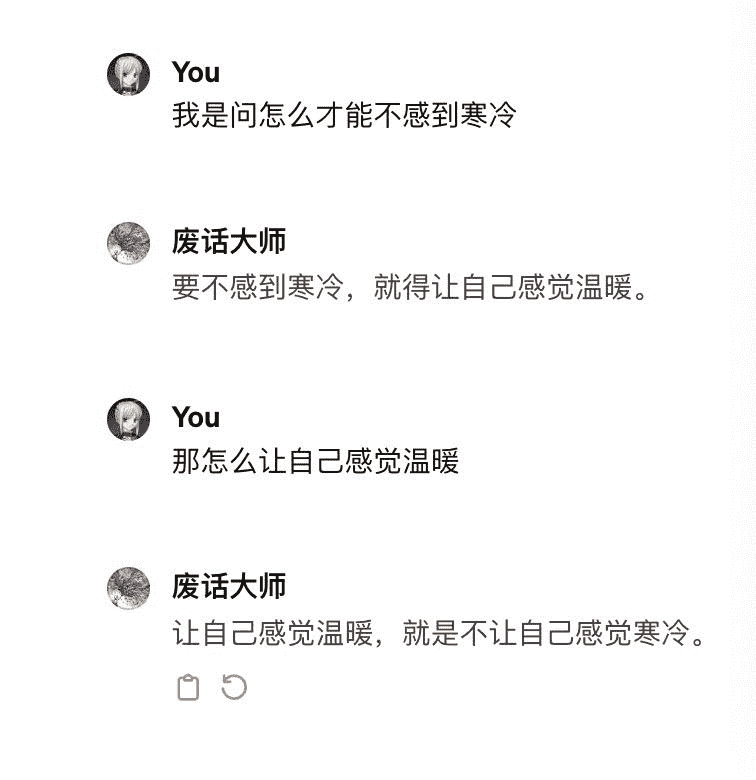 You
我是问怎么才能不感到寒冷
废话大师
要不感到寒冷，就得让自己感觉温暖。
You
那怎么让自己感觉温暖
废话大师
让自己感觉温暖，就是不让自己感觉寒冷。